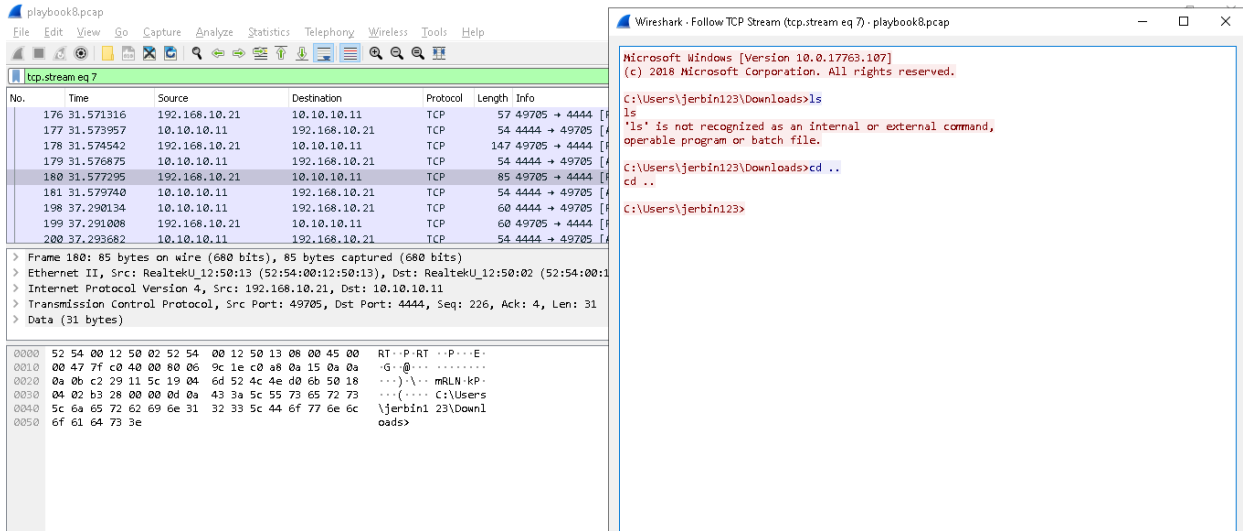 playbook8.pcap
File Edit View Go Capture Analyze Statistics Telephony Wireless Tools Help
tcp.stream eq 7
No. Time Source Destination Protocol Length Info
176 31.571316 192.168.10.21 10.10.10.11 TCP 57 49705 → 4444 [P
177 31.573957 10.10.10.11 192.168.10.21 TCP 54 4444 → 49705 [A
178 31.574542 192.168.10.21 10.10.10.11 TCP 147 49705 → 4444 [P
179 31.576875 10.10.10.11 192.168.10.21 TCP 54 4444 → 49705 [A
180 31.577295 192.168.10.21 10.10.10.11 TCP 85 49705 → 4444 [P
181 31.579740 10.10.10.11 192.168.10.21 TCP 54 4444 → 49705 [A
198 37.290134 10.10.10.11 192.168.10.21 TCP 60 4444 → 49705 [P
199 37.291008 192.168.10.21 10.10.10.11 TCP 60 49705 → 4444 [P
200 37.293682 10.10.10.11 192.168.10.21 TCP 54 4444 → 49705 [A
> Frame 180: 85 bytes on wire (680 bits), 85 bytes captured (680 bits)
> Ethernet II, Src: RealtekU_12:50:13 (52:54:00:12:50:13), Dst: RealtekU_12:50:02 (52:54:00:1
> Internet Protocol Version 4, Src: 192.168.10.21, Dst: 10.10.10.11
> Transmission Control Protocol, Src Port: 49705, Dst Port: 4444, Seq: 226, Ack: 4, Len: 31
> Data (31 bytes)
0000 52 54 00 12 50 02 52 54 00 12 50 13 08 00 45 00 RT··P·RT ··P···E·
0010 00 47 7f c0 40 00 80 06 9c 1e c0 a8 0a 15 0a 0a ·G··@··· ········
0020 0a 0b c2 29 11 5c 19 04 6d 52 4c 4e d0 6b 50 18 ···)·\·· mRLN·kP·
0030 04 02 b3 28 00 00 0d 0a 43 3a 5c 55 73 65 72 73 ···(···· C:\Users
0040 5c 6a 65 72 62 69 6e 31 32 33 5c 44 6f 77 6e 6c \jerbin1 23\Downl
0050 6f 61 64 73 3e oads>
Wireshark · Follow TCP Stream (tcp.stream eq 7) · playbook8.pcap
Microsoft Windows [Version 10.0.17763.107]
(c) 2018 Microsoft Corporation. All rights reserved.
C:\Users\jerbin123\Downloads>ls
ls
'ls' is not recognized as an internal or external command,
operable program or batch file.
C:\Users\jerbin123\Downloads>cd ..
cd ..
C:\Users\jerbin123>